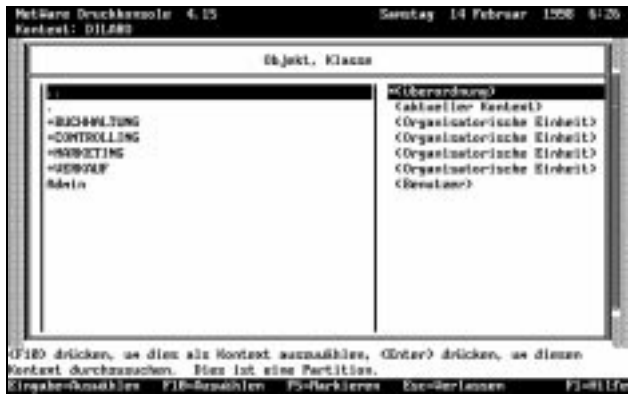 NetWare Druckkonsole 4.15 Samstag 14 Februar 1998 6:26
Kontext:
Objekt, Klasse
.. +<Überordnung>
. <aktueller Kontext>
+BUCHHALTUNG <Organisatorische Einheit>
+CONTROLLING <Organisatorische Einheit>
+MARKETING <Organisatorische Einheit>
+VERKAUF <Organisatorische Einheit>
Admin <Benutzer>
<F10> drücken, um dies als Kontext auszuwählen, <Enter> drücken, um diesen
Kontext durchzusuchen. Dies ist eine Partition.
Eingabe=Auswählen F10=Auswählen F5=Markieren Esc=Verlassen F1=Hilfe